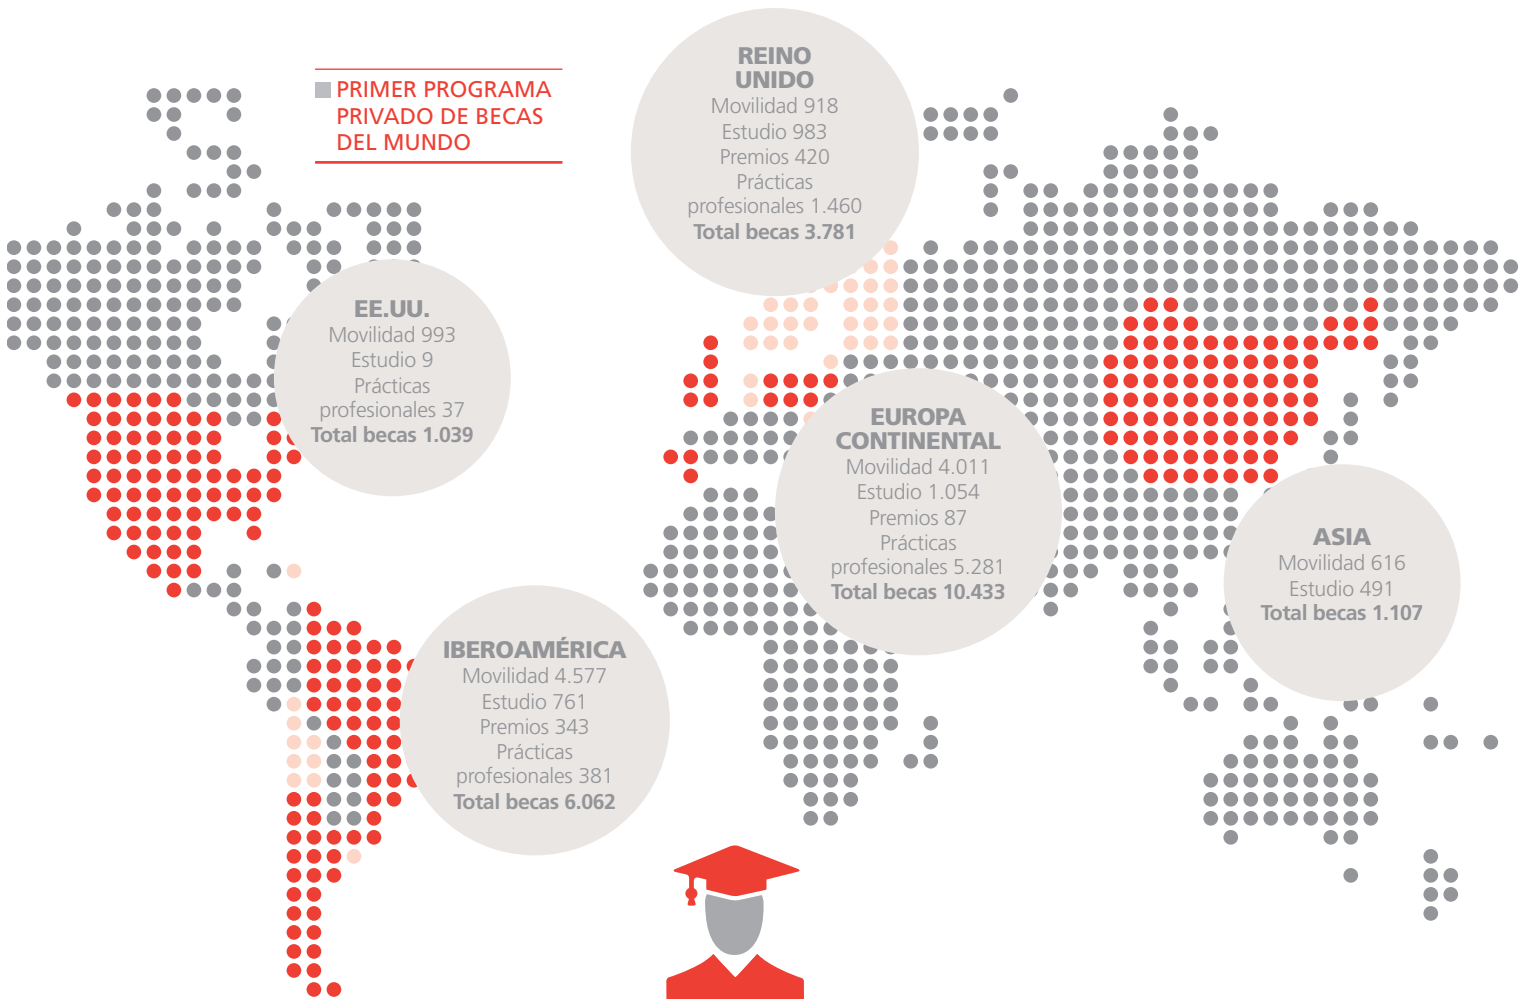 PRIMER PROGRAMA
PRIVADO DE BECAS
DEL MUNDO
REINO
UNIDO
Movilidad 918
Estudio 983
Premios 420
Prácticas
profesionales 1.460
Total becas 3.781
EE.UU.
Movilidad 993
Estudio 9
Prácticas
profesionales 37
Total becas 1.039
EUROPA
CONTINENTAL
Movilidad 4.011
Estudio 1.054
Premios 87
Prácticas
profesionales 5.281
Total becas 10.433
ASIA
Movilidad 616
Estudio 491
Total becas 1.107
IBEROAMÉRICA
Movilidad 4.577
Estudio 761
Premios 343
Prácticas
profesionales 381
Total becas 6.062